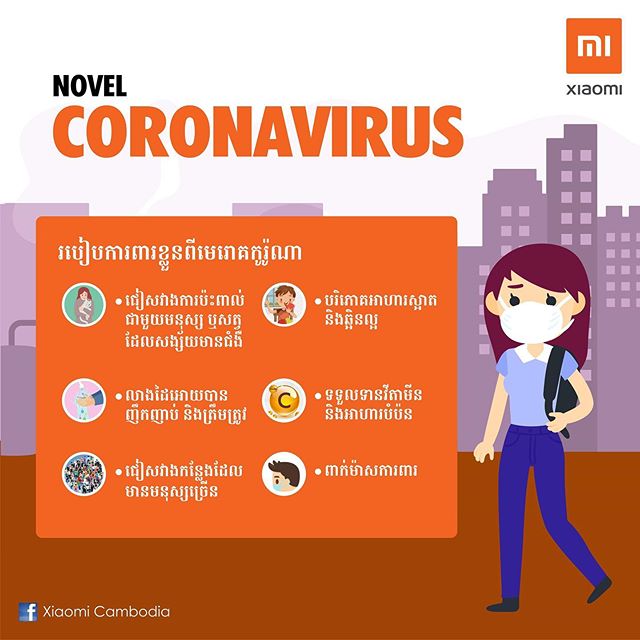 mi
xiaomi
NOVEL
CORONAVIRUS
របៀបការពារខ្លួនពីមេរោគកូរ៉ូណា
• ជៀសវាងការប៉ះពាល់
ជាមួយមនុស្ស ឬសត្វ
ដែលសង្ស័យមានជំងឺ
• លាងដៃអោយបាន
ញឹកញាប់ និងត្រឹមត្រូវ
• ជៀសវាងកន្លែងដែល
មានមនុស្សច្រើន
• បរិភោគអាហារស្អាត
និងឆ្អិនល្អ
C
• ទទួលទានវីតាមីន
និងអាហារបំប៉ន
• ពាក់ម៉ាសការពារ
f Xiaomi Cambodia